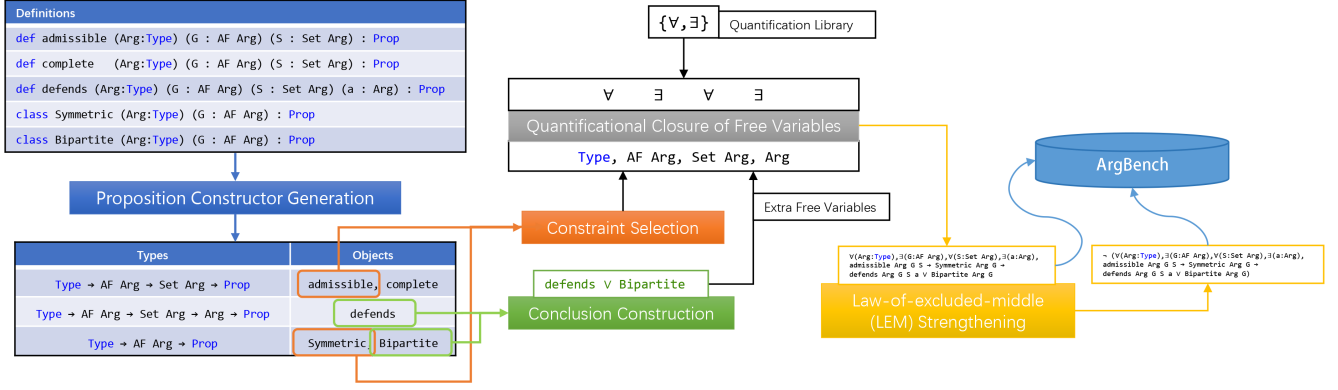 Definitions
def admissible (Arg:Type) (G : AF Arg) (S : Set Arg) : Prop
def complete (Arg:Type) (G : AF Arg) (S : Set Arg) : Prop
def defends (Arg:Type) (G : AF Arg) (S : Set Arg) (a : Arg) : Prop
class Symmetric (Arg:Type) (G : AF Arg) : Prop
class Bipartite (Arg:Type) (G : AF Arg) : Prop
Proposition Constructor Generation
Types Objects
Type → AF Arg → Set Arg → Prop admissible, complete
Type → AF Arg → Set Arg → Arg → Prop defends
Type → AF Arg → Prop Symmetric, Bipartite
{∀,∃} Quantification Library
∀ ∃ ∀ ∃
Quantificational Closure of Free Variables
Type, AF Arg, Set Arg, Arg
Extra Free Variables
Constraint Selection
defends ∨ Bipartite
Conclusion Construction
ArgBench
∀(Arg:Type),∃(G:AF Arg),∀(S:Set Arg),∃(a:Arg),
admissible Arg G S → Symmetric Arg G →
defends Arg G S a ∨ Bipartite Arg G
Law-of-excluded-middle
(LEM) Strengthening
¬ (∀(Arg:Type),∃(G:AF Arg),∀(S:Set Arg),∃(a:Arg),
admissible Arg G S → Symmetric Arg G →
defends Arg G S a ∨ Bipartite Arg G)